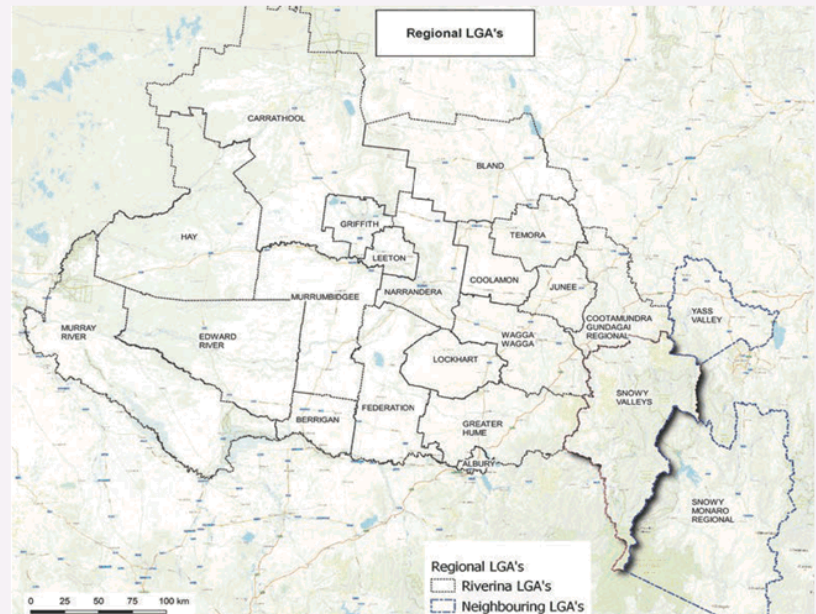 Regional LGA's
CARRATHOOL
BLAND
GRIFFITH
TEMORA
HAY
LEETON
COOLAMON
JUNEE
MURRUMBIDGEE
NARRANDERA
COOTAMUNDRA
GUNDAGAI
REGIONAL
YASS
VALLEY
MURRAY
RIVER
EDWARD
RIVER
WAGGA
WAGGA
LOCKHART
SNOWY
VALLEYS
BERRIGAN
FEDERATION
GREATER
HUME
ALBURY
SNOWY
MONARO
REGIONAL
Regional LGA's
Riverina LGA's
Neighbouring LGA's
0 25 50 75 100 km